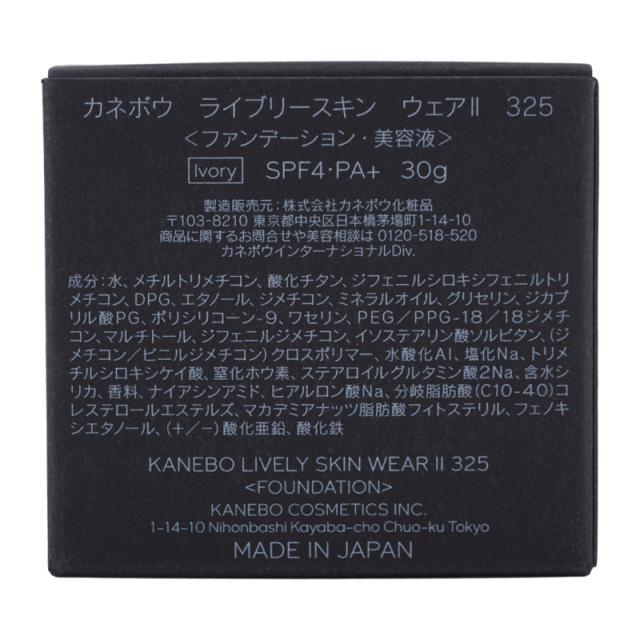 カネボウ ライブリースキン ウェアII 325
<ファンデーション・美容液>
Ivory SPF4・PA+ 30g
製造販売元：株式会社カネボウ化粧品
〒103-8210 東京都中央区日本橋茅場町1-14-10
商品に関するお問合せや美容相談は 0120-518-520
カネボウインターナショナルDiv.
成分：水、メチルトリメチコン、酸化チタン、ジフェニルシロキシフェニルトリ
メチコン、DPG、エタノール、ジメチコン、ミネラルオイル、グリセリン、ジカプ
リル酸PG、ポリシリコーン-9、ワセリン、PEG／PPG-18／18ジメチ
コン、マルチトール、ジフェニルジメチコン、イソステアリン酸ソルビタン、(ジ
メチコン／ビニルジメチコン)クロスポリマー、水酸化Al、塩化Na、トリメ
チルシロキシケイ酸、窒化ホウ素、ステアロイルグルタミン酸2Na、含水シ
リカ、香料、ナイアシンアミド、ヒアルロン酸Na、分岐脂肪酸(C10-40)コ
レステロールエステルズ、マカデミアナッツ脂肪酸フィトステリル、フェノキ
シエタノール、(+/−)酸化亜鉛、酸化鉄
KANEBO LIVELY SKIN WEAR II 325
<FOUNDATION>
KANEBO COSMETICS INC.
1-14-10 Nihonbashi Kayaba-cho Chuo-ku Tokyo
MADE IN JAPAN